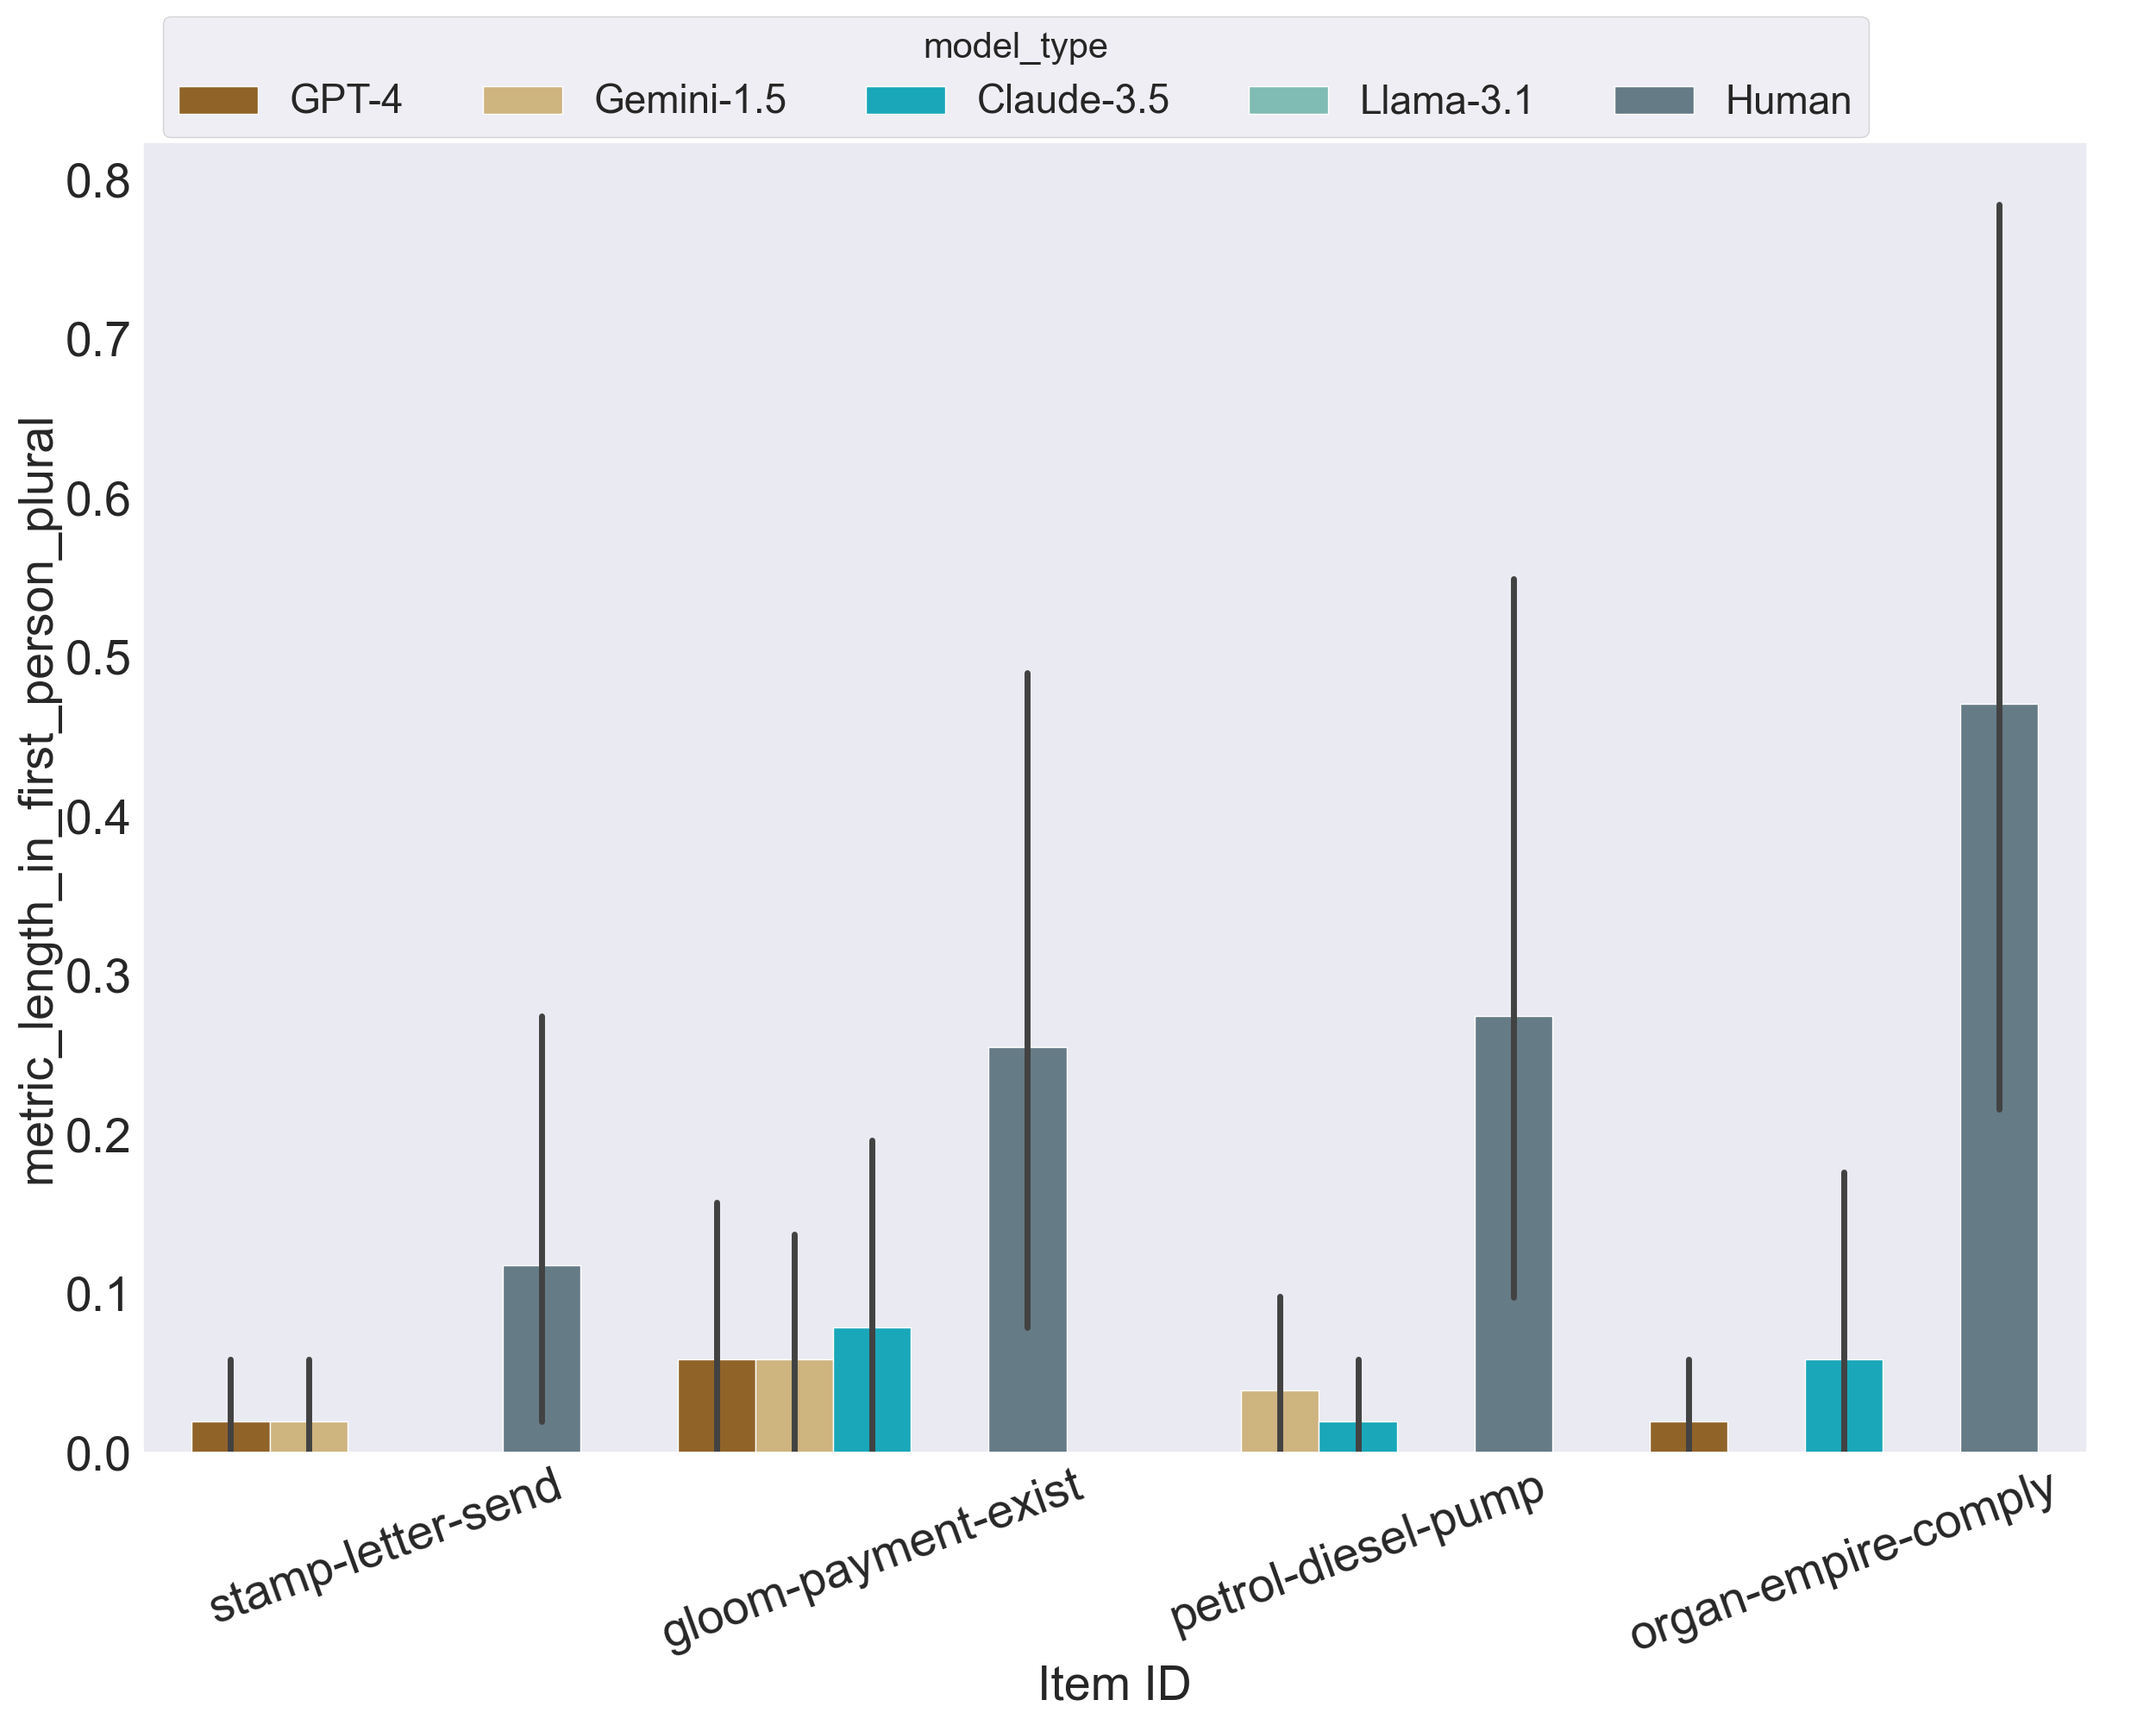 model_type
GPT-4 Gemini-1.5 Claude-3.5 Llama-3.1 Human
metric_length_in_first_person_plural
0.8
0.7
0.6
0.5
0.4
0.3
0.2
0.1
0.0
stamp-letter-send gloom-payment-exist petrol-diesel-pump organ-empire-comply
Item ID